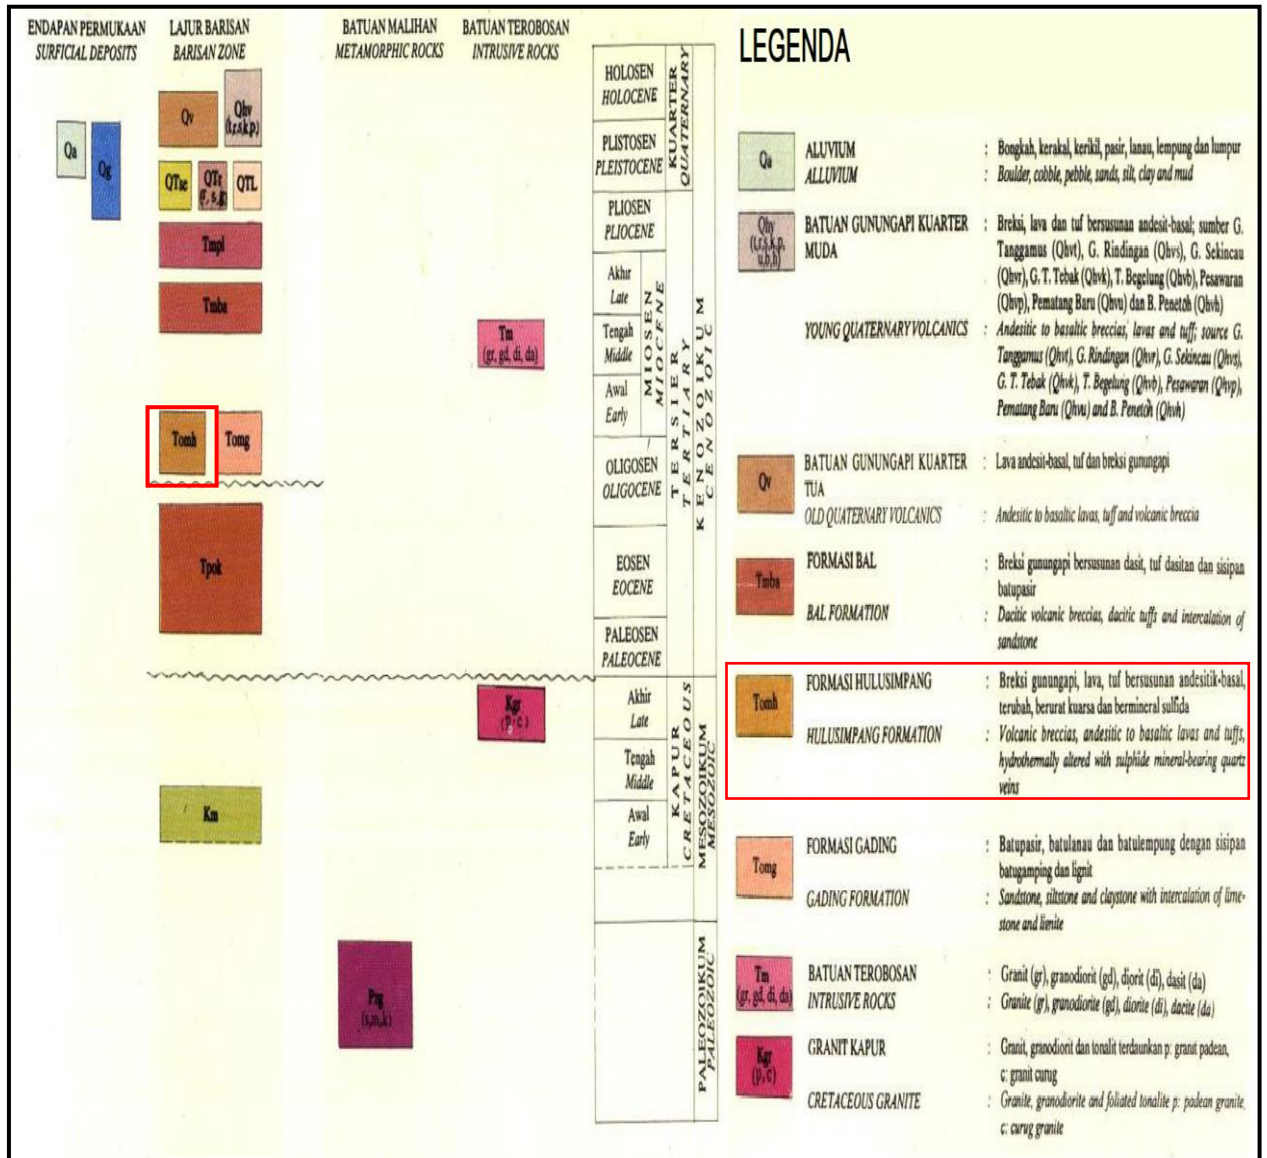 ENDAPAN PERMUKAAN
SURFICIAL DEPOSITS
LAJUR BARISAN
BARISAN ZONE
BATUAN MALIHAN
METAMORPHIC ROCKS
BATUAN TEROBOSAN
INTRUSIVE ROCKS
Qa
Qg
Qv
Qhv
(t,r,s,k,p)
QTse
QTr
QTL
Tmpl
Tmba
Tomh
Tomg
Tpok
Km
Pzg
(s,m,k)
Tm
(gr, gd, di, da)
Kgr
(p, c)
HOLOSEN
HOLOCENE
PLISTOSEN
PLEISTOCENE
PLIOSEN
PLIOCENE
Akhir
Late
Tengah
Middle
Awal
Early
MIOSEN
MIOCENE
OLIGOSEN
OLIGOCENE
EOSEN
EOCENE
PALEOSEN
PALEOCENE
Akhir
Late
Tengah
Middle
Awal
Early
KUARTER
QUATERNARY
TERSIER
TERTIARY
KENOZOIKUM
CENOZOIC
KAPUR
CRETACEOUS
MESOZOIKUM
MESOZOIC
PALEOZOIKUM
PALEOZOIC
LEGENDA
Qa
ALUVIUM
ALLUVIUM
: Bongkah, kerakal, kerikil, pasir, lanau, lempung dan lumpur
: Boulder, cobble, pebble, sands, silt, clay and mud
Qhv
(t,r,s,k,p,
u,b,h)
BATUAN GUNUNGAPI KUARTER
MUDA
: Breksi, lava dan tuf bersusunan andesit-basal; sumber G.
Tanggamus (Qhvt), G. Rindingan (Qhvs), G. Sekincau
(Qhvr), G. T. Tebak (Qhvk), T. Begelung (Qhvb), Pesawaran
(Qhvp), Pematang Baru (Qhvu) dan B. Penetoh (Qhvh)
YOUNG QUATERNARY VOLCANICS
: Andesitic to basaltic breccias, lavas and tuff; source G.
Tanggamus (Qhvt), G. Rindingan (Qhvr), G. Sekincau (Qhvs),
G. T. Tebak (Qhvk), T. Begelung (Qhvb), Pesawaran (Qhvp),
Pematang Baru (Qhvu) and B. Penetoh (Qhvh)
Qv
BATUAN GUNUNGAPI KUARTER
TUA
OLD QUATERNARY VOLCANICS
: Lava andesit-basal, tuf dan breksi gunungapi
: Andesitic to basaltic lavas, tuff and volcanic breccia
Tmba
FORMASI BAL
BAL FORMATION
: Breksi gunungapi bersusunan dasit, tuf dasitan dan sisipan
batupasir
: Dacitic volcanic breccias, dacitic tuffs and intercalation of
sandstone
Tomh
FORMASI HULUSIMPANG
HULUSIMPANG FORMATION
: Breksi gunungapi, lava, tuf bersusunan andesitik-basal,
terubah, berurat kuarsa dan bermineral sulfida
: Volcanic breccias, andesitic to basaltic lavas and tuffs,
hydrothermally altered with sulphide mineral-bearing quartz
veins
Tomg
FORMASI GADING
GADING FORMATION
: Batupasir, batulanau dan batulempung dengan sisipan
batugamping dan lignit
: Sandstone, siltstone and claystone with intercalation of lime-
stone and
Tm
(gr, gd, di, da)
BATUAN TEROBOSAN
INTRUSIVE ROCKS
: Granit (gr), granodiorit (gd), diorit (di), dasit (da)
: Granite (gr), granodiorite (gd), diorite (di), dacite (da)
Kgr
(p, c)
GRANIT KAPUR
CRETACEOUS GRANITE
: Granit, granodiorit dan tonalit terdaunkan p: granit padean,
c: granit curug
: Granite, granodiorite and foliated tonalite p: padean granite,
c: curug granite